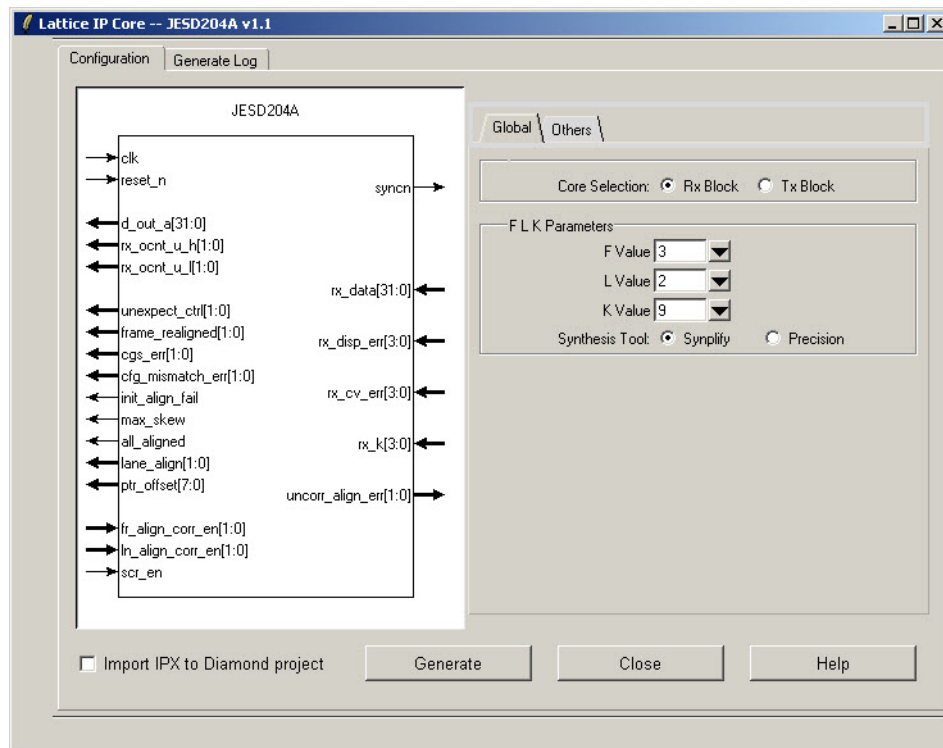 Lattice IP Core -- JESD204A v1.1
Configuration
Generate Log
JESD204A
clk
reset_n
syncn
d_out_a[31:0]
rx_ocnt_u_h[1:0]
rx_ocnt_u_l[1:0]
rx_data[31:0]
unexpect_ctrl[1:0]
frame_realigned[1:0]
rx_disp_err[3:0]
cgs_err[1:0]
cfg_mismatch_err[1:0]
init_align_fail
rx_cv_err[3:0]
max_skew
all_aligned
rx_k[3:0]
lane_align[1:0]
ptr_offset[7:0]
uncorr_align_err[1:0]
fr_align_corr_en[1:0]
ln_align_corr_en[1:0]
scr_en
Global
Others
Core Selection: Rx Block Tx Block
F L K Parameters
F Value 3
L Value 2
K Value 9
Synthesis Tool: Synplify Precision
Import IPX to Diamond project
Generate
Close
Help